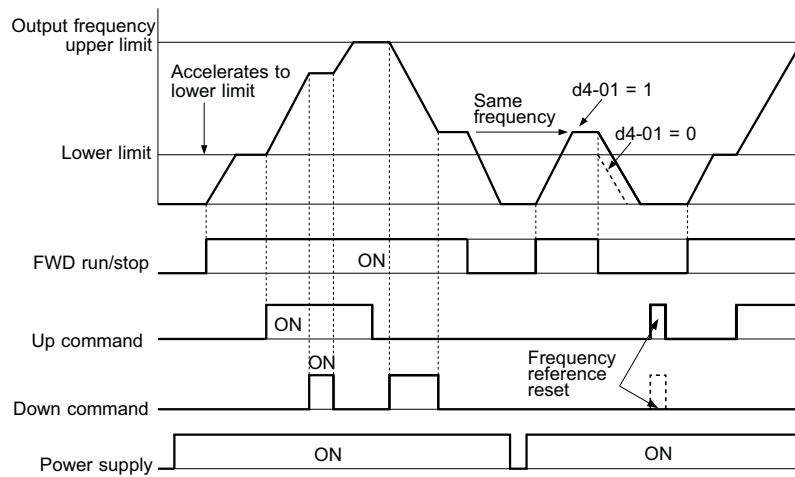 Output frequency
upper limit
Accelerates to
lower limit
Same
frequency
d4-01 = 1
d4-01 = 0
Lower limit
FWD run/stop
ON
Up command
ON
ON
Frequency
reference
reset
Down command
Power supply
ON
ON